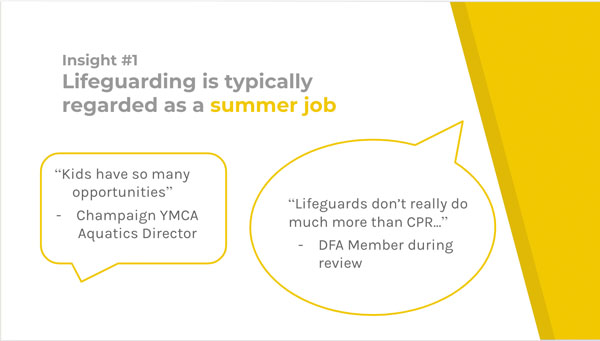 Insight #1
Lifeguarding is typically
regarded as a summer job
“Kids have so many
opportunities”
- Champaign YMCA
Aquatics Director
“Lifeguards don’t really do
much more than CPR…”
- DFA Member during
review